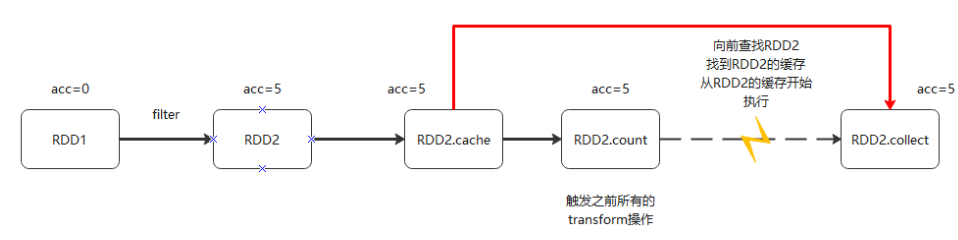 向前查找RDD2
找到RDD2的缓存
从RDD2的缓存开始
执行
acc=0
acc=5
acc=5
acc=5
acc=5
filter
RDD1
RDD2
RDD2.cache
RDD2.count
RDD2.collect
触发之前所有的
transform操作